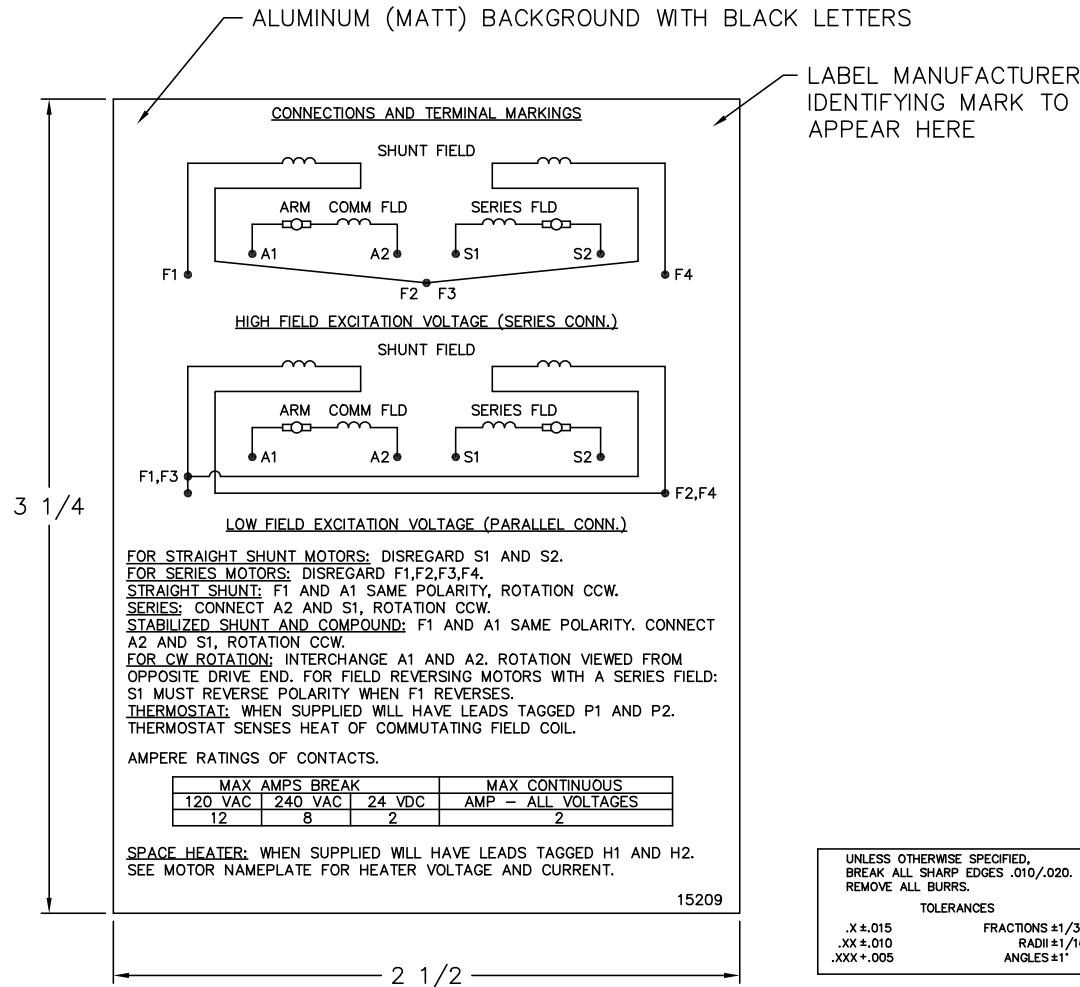 ALUMINUM (MATT) BACKGROUND WITH BLACK LETTERS
LABEL MANUFACTURER
IDENTIFYING MARK TO
APPEAR HERE
CONNECTIONS AND TERMINAL MARKINGS
SHUNT FIELD
ARM COMM FLD SERIES FLD
A1 A2 S1 S2
F1 F4
F2 F3
HIGH FIELD EXCITATION VOLTAGE (SERIES CONN.)
SHUNT FIELD
ARM COMM FLD SERIES FLD
A1 A2 S1 S2
F1,F3
F2,F4
3 1/4
LOW FIELD EXCITATION VOLTAGE (PARALLEL CONN.)
FOR STRAIGHT SHUNT MOTORS: DISREGARD S1 AND S2.
FOR SERIES MOTORS: DISREGARD F1,F2,F3,F4.
STRAIGHT SHUNT: F1 AND A1 SAME POLARITY, ROTATION CCW.
SERIES: CONNECT A2 AND S1, ROTATION CCW.
STABILIZED SHUNT AND COMPOUND: F1 AND A1 SAME POLARITY. CONNECT
A2 AND S1, ROTATION CCW.
FOR CW ROTATION: INTERCHANGE A1 AND A2. ROTATION VIEWED FROM
OPPOSITE DRIVE END. FOR FIELD REVERSING MOTORS WITH A SERIES FIELD:
S1 MUST REVERSE POLARITY WHEN F1 REVERSES.
THERMOSTAT: WHEN SUPPLIED WILL HAVE LEADS TAGGED P1 AND P2.
THERMOSTAT SENSES HEAT OF COMMUTATING FIELD COIL.
AMPERE RATINGS OF CONTACTS.
MAX AMPS BREAK MAX CONTINUOUS
120 VAC 240 VAC 24 VDC AMP – ALL VOLTAGES
12 8 2 2
SPACE HEATER: WHEN SUPPLIED WILL HAVE LEADS TAGGED H1 AND H2.
SEE MOTOR NAMEPLATE FOR HEATER VOLTAGE AND CURRENT.
15209
2 1/2
UNLESS OTHERWISE SPECIFIED,
BREAK ALL SHARP EDGES .010/.020.
REMOVE ALL BURRS.
TOLERANCES
.X ±.015 FRACTIONS
.XX ±.010 RADII
.XXX +.005 ANGLES ±1°